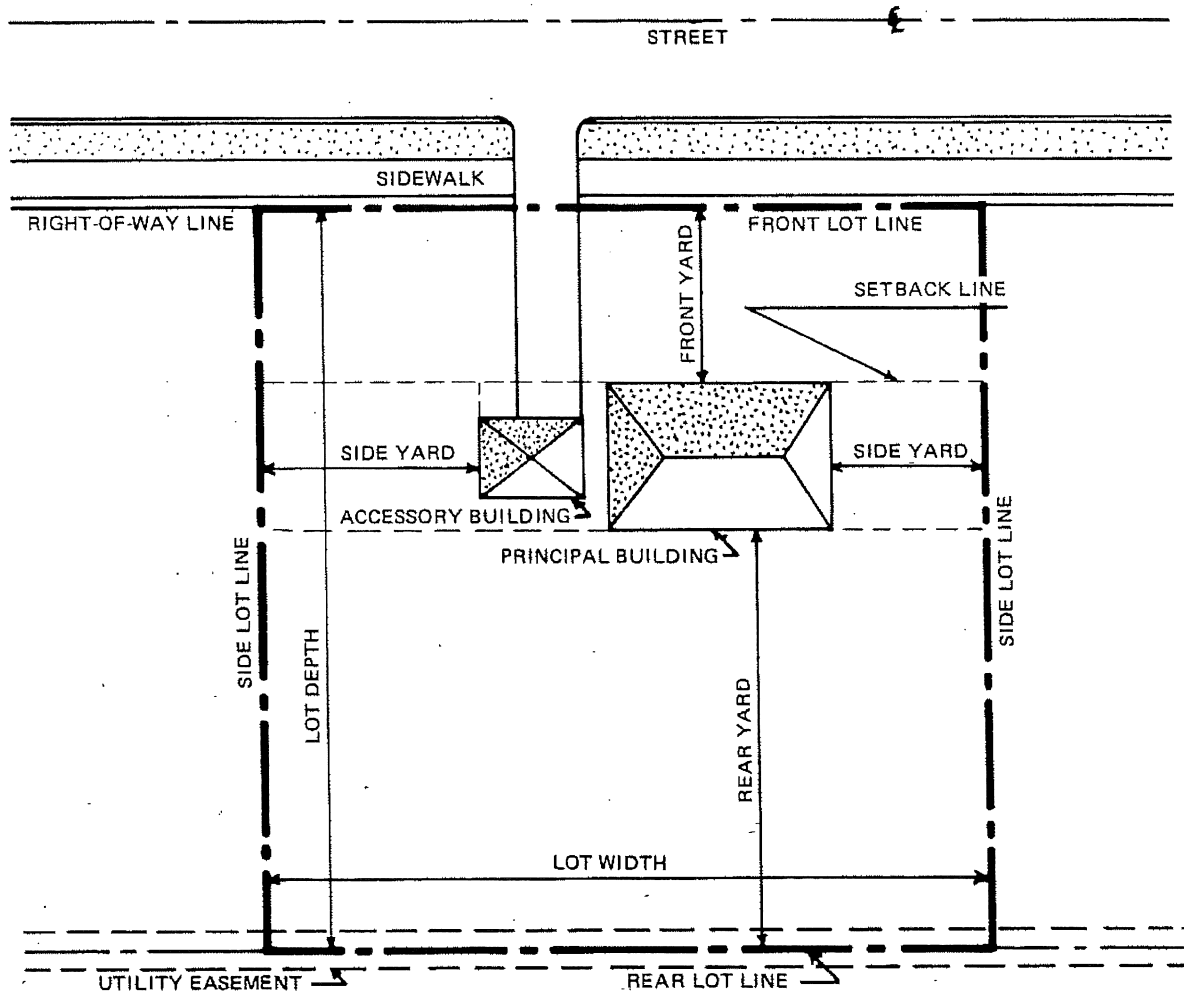 ℄
STREET
SIDEWALK
RIGHT-OF-WAY LINE
FRONT LOT LINE
FRONT YARD
SETBACK LINE
SIDE YARD
SIDE YARD
ACCESSORY BUILDING
PRINCIPAL BUILDING
SIDE LOT LINE
SIDE LOT LINE
LOT DEPTH
REAR YARD
LOT WIDTH
UTILITY EASEMENT
REAR LOT LINE